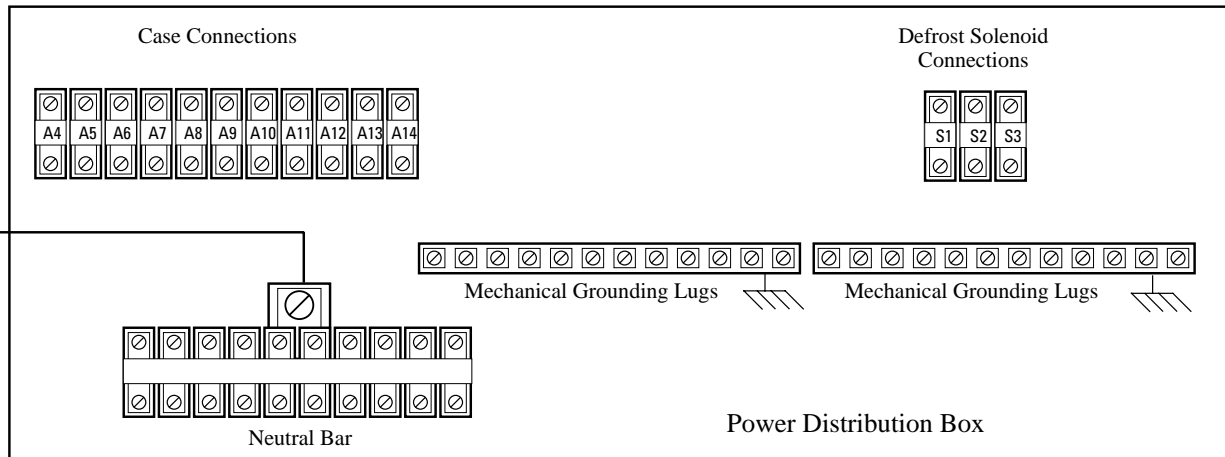 Case Connections
Defrost Solenoid
Connections
A4 A5 A6 A7 A8 A9 A10 A11 A12 A13 A14
S1 S2 S3
Mechanical Grounding Lugs
Mechanical Grounding Lugs
Neutral Bar
Power Distribution Box